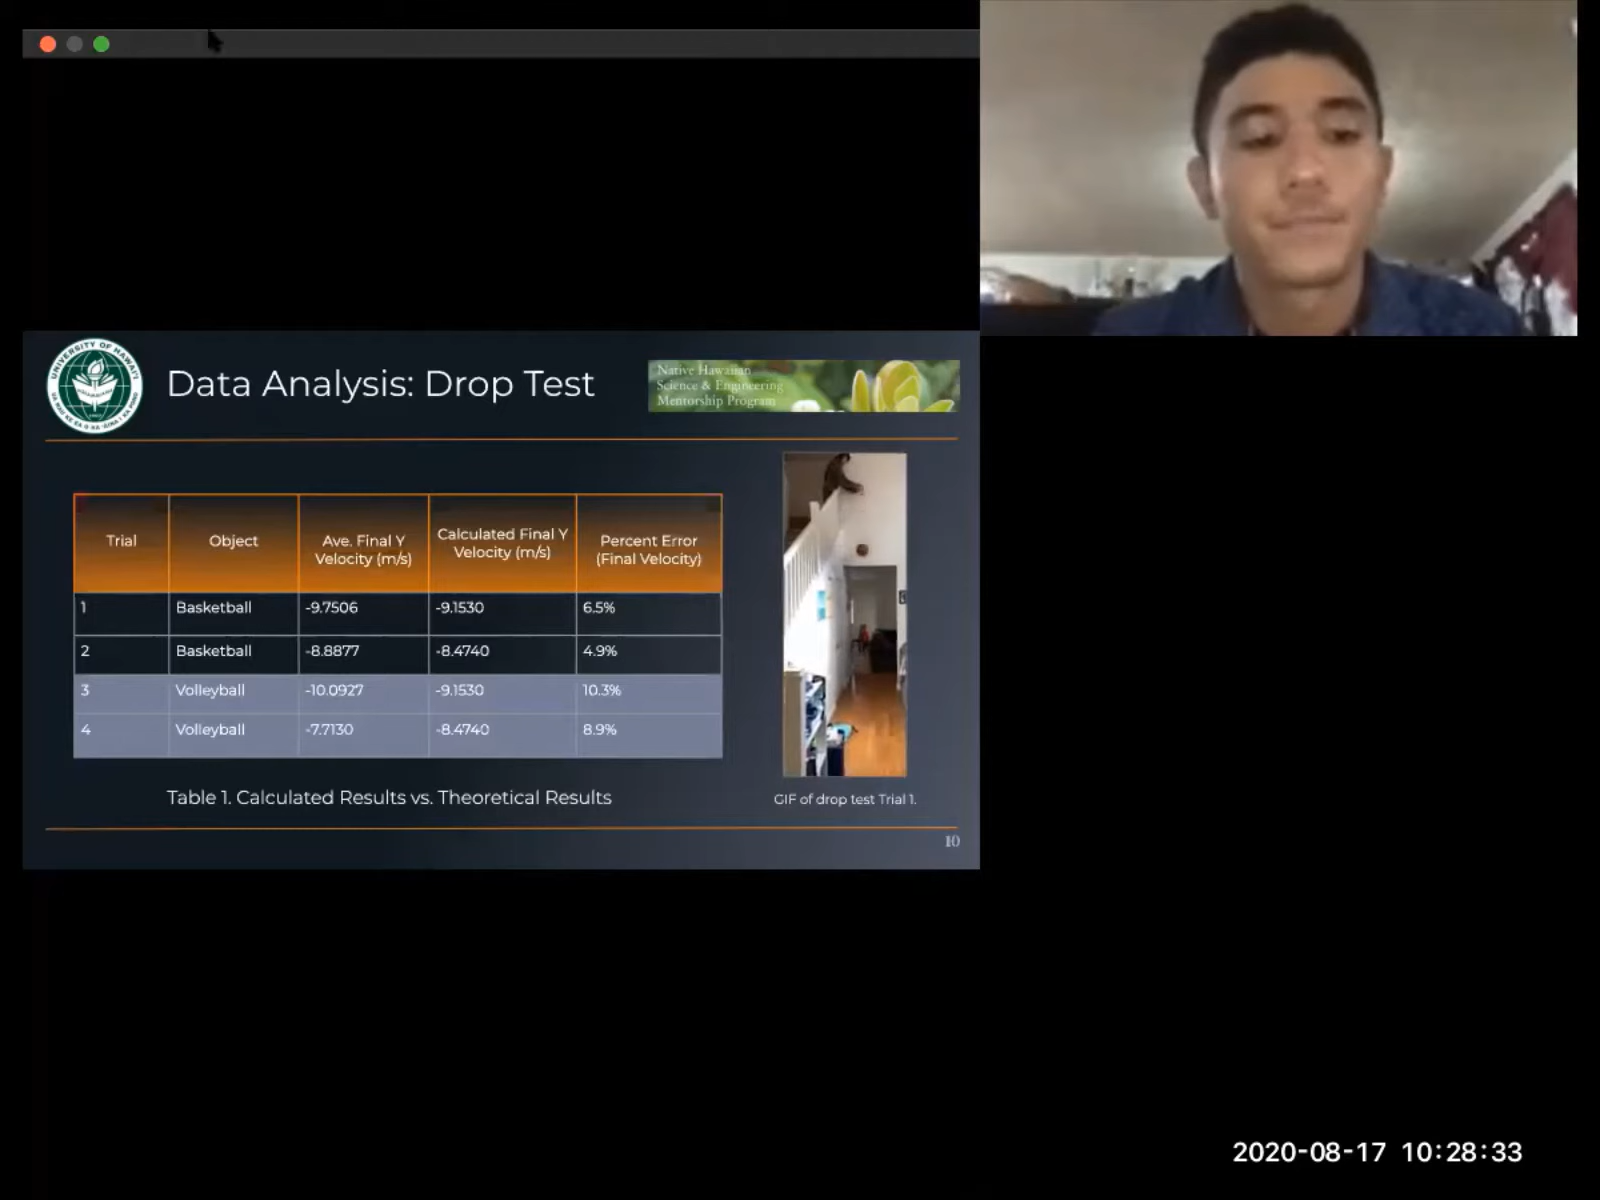 UNIVERSITY OF HAWAI'I
Data Analysis: Drop Test
Native Hawaiian
Science & Engineering
Mentorship Program
Trial
Object
Ave. Final Y
Velocity (m/s)
Calculated Final Y
Velocity (m/s)
Percent Error
(Final Velocity)
1 Basketball -9.7506 -9.1530 6.5%
2 Basketball -8.8877 -8.4740 4.9%
3 Volleyball -10.0927 -9.1530 10.3%
4 Volleyball -7.7130 -8.4740 8.9%
Table 1. Calculated Results vs. Theoretical Results
GIF of drop test Trial 1.
10
2020-08-17 10:28:33